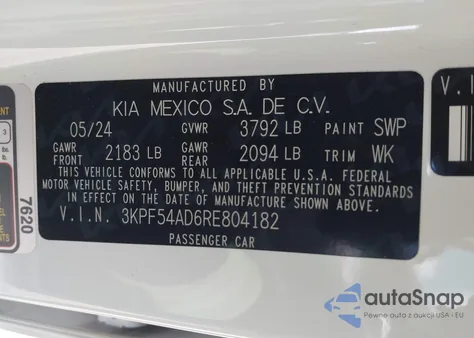 MANUFACTURED BY
KIA MEXICO S.A. DE C.V.
05/24 GVWR 3792 LB PAINT SWP
GAWR FRONT 2183 LB GAWR REAR 2094 LB TRIM WK
THIS VEHICLE CONFORMS TO ALL APPLICABLE U.S.A. FEDERAL
MOTOR VEHICLE SAFETY, BUMPER, AND THEFT PREVENTION STANDARDS
IN EFFECT ON THE DATE OF MANUFACTURE SHOWN ABOVE.
V.I.N. 3KPF54AD6RE804182
PASSENGER CAR
7620
3
V.I
autoSnap
Pewne auta z aukcji USA i EU